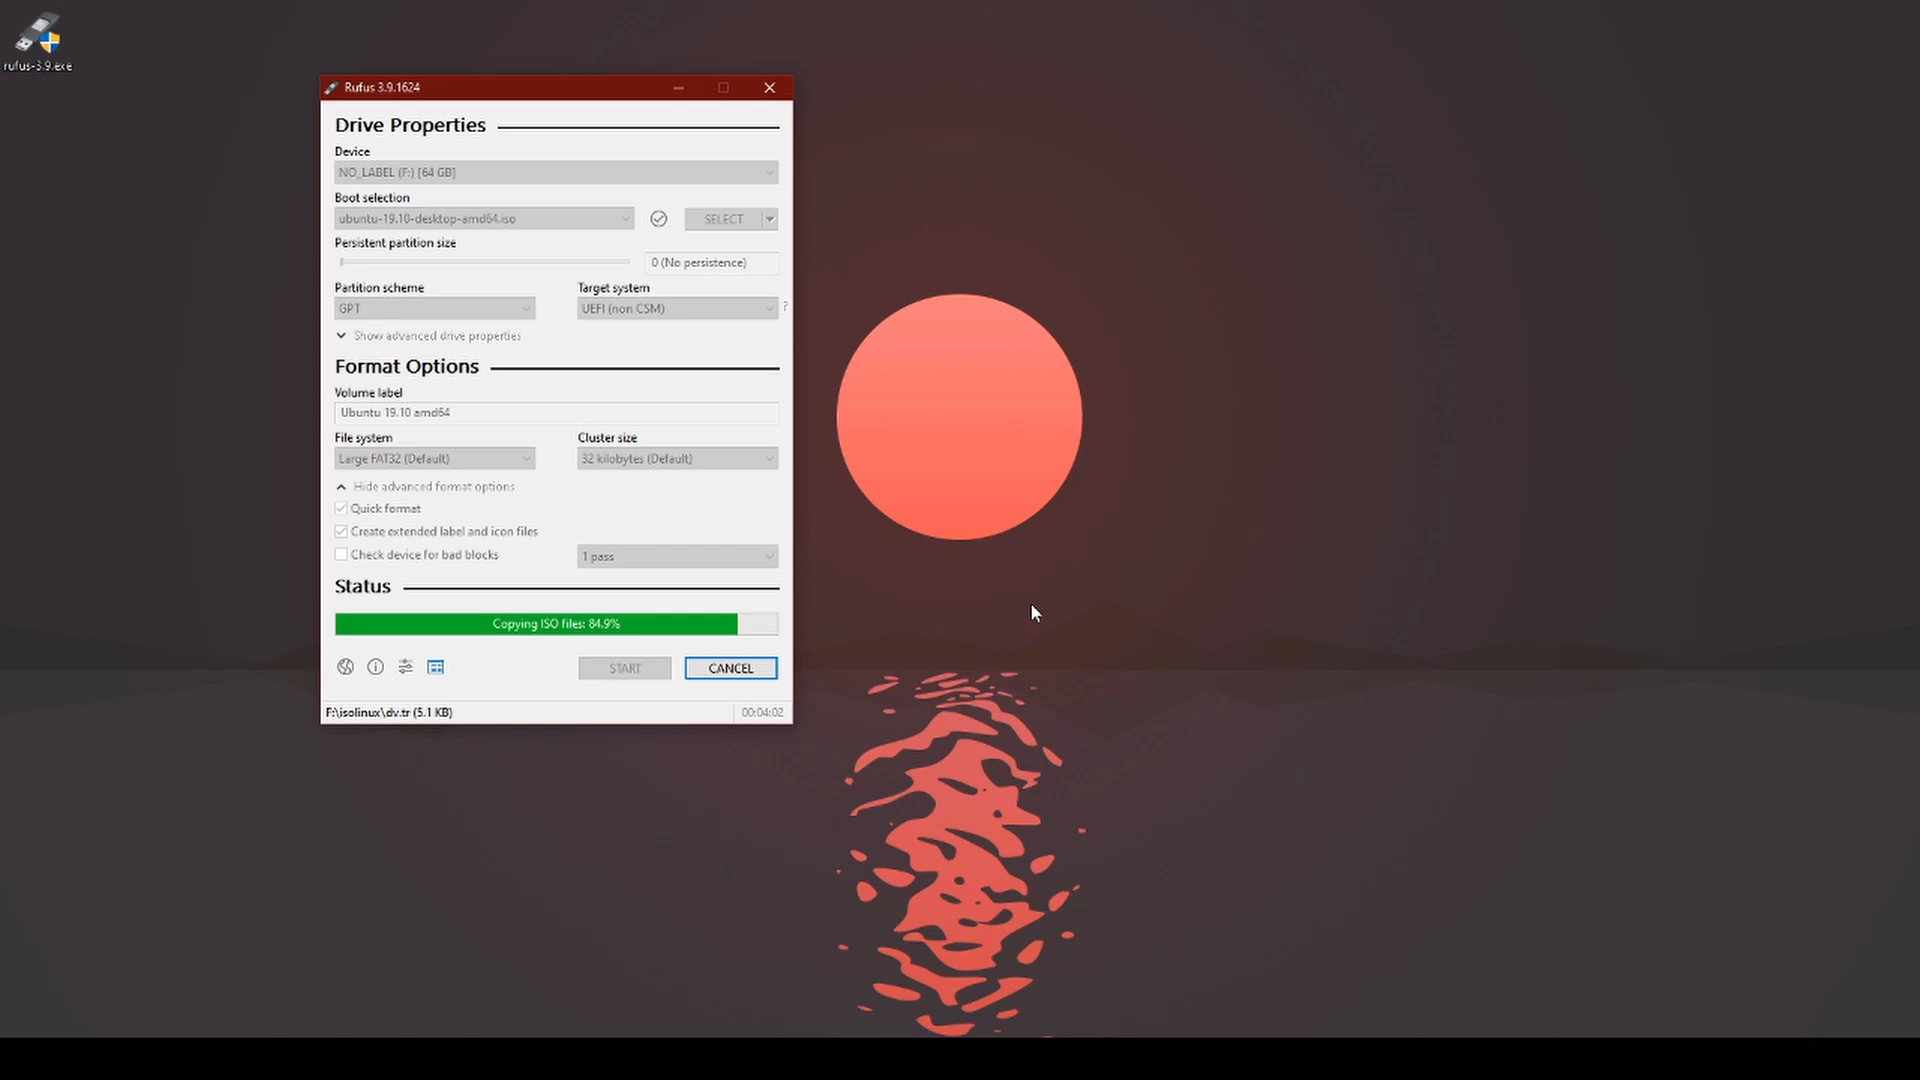 rufus-3.9.exe
Rufus 3.9.1624
Drive Properties
Device
NO_LABEL (F:) [64 GB]
Boot selection
ubuntu-19.10-desktop-amd64.iso
SELECT
Persistent partition size
0 (No persistence)
Partition scheme
Target system
GPT
UEFI (non CSM)
?
Show advanced drive properties
Format Options
Volume label
Ubuntu 19.10 amd64
File system
Cluster size
Large FAT32 (Default)
32 kilobytes (Default)
Hide advanced format options
Quick format
Create extended label and icon files
Check device for bad blocks
1 pass
Status
Copying ISO files: 84.9%
START
CANCEL
F:\isolinux\dv.tr (5.1 KB)
00:04:02